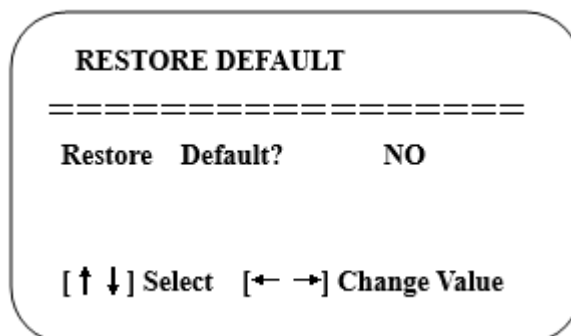 RESTORE DEFAULT
==================
Restore Default? NO
[↑ ↓] Select [← →] Change Value